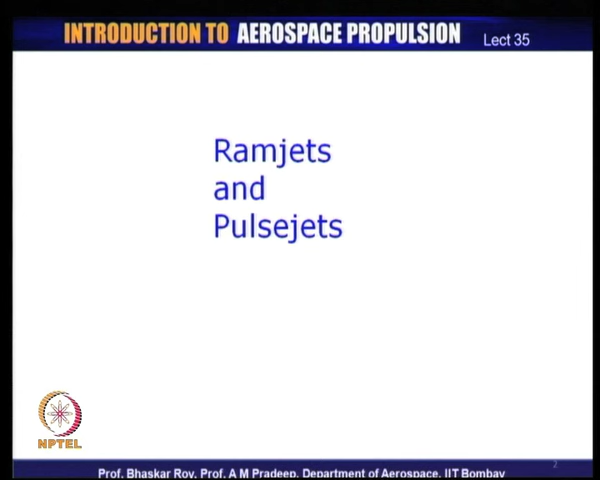 INTRODUCTION TO AEROSPACE PROPULSION Lect 35
Ramjets
and
Pulsejets
NPTEL
2
Prof. Bhaskar Roy, Prof. A M Pradeep, Department of Aerospace, IIT Bombay